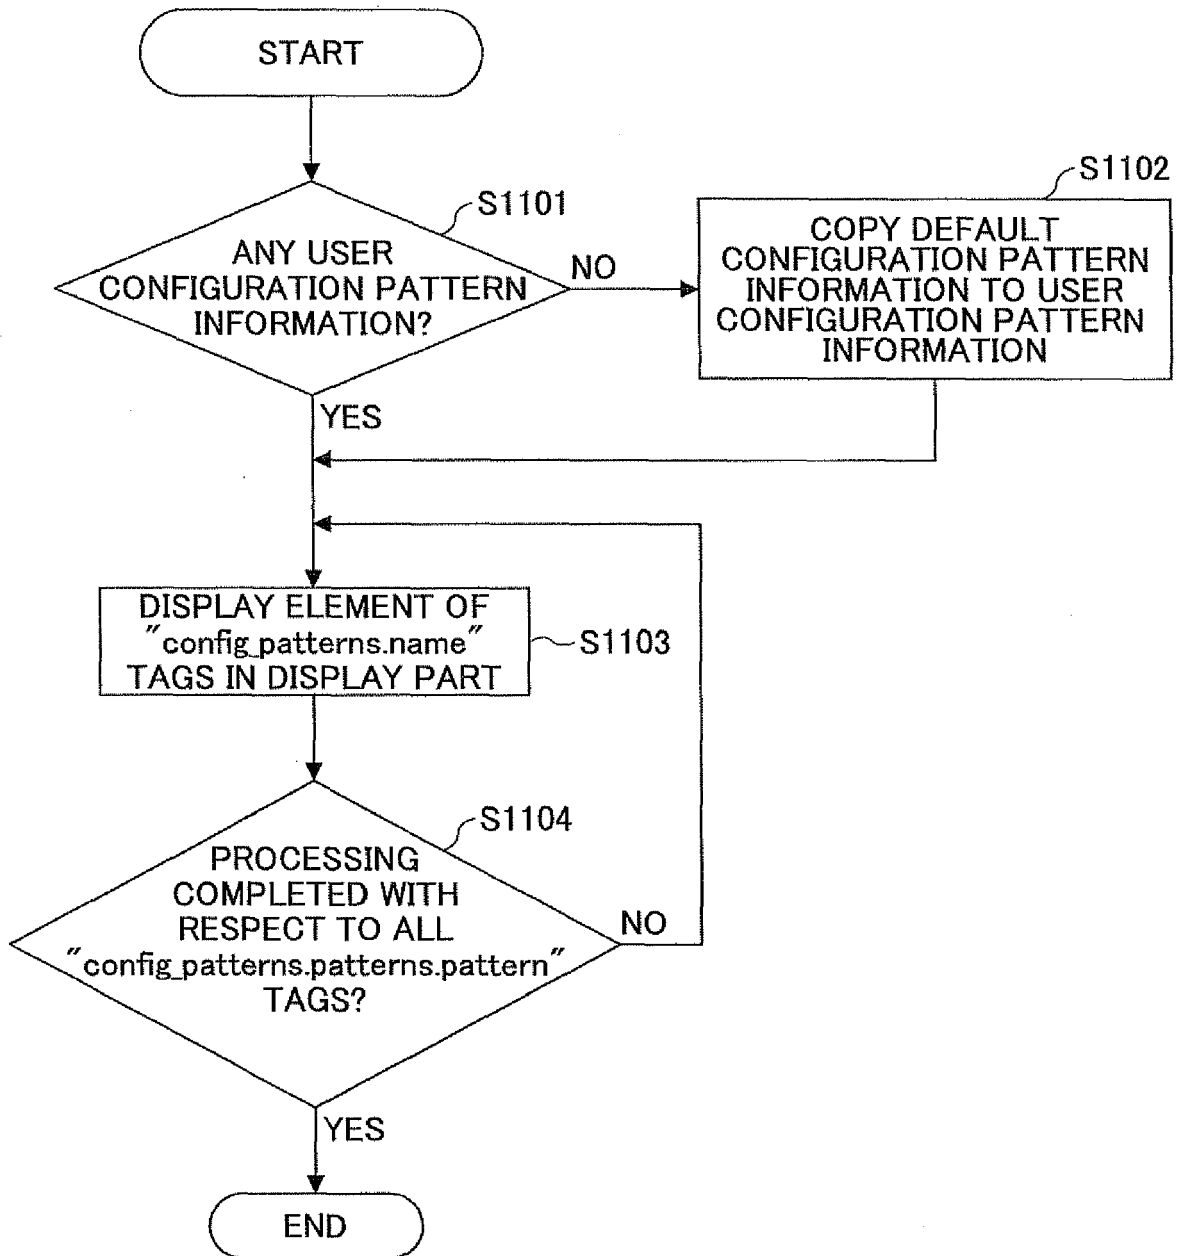 START
S1101
ANY USER
CONFIGURATION PATTERN
INFORMATION?
NO
S1102
COPY DEFAULT
CONFIGURATION PATTERN
INFORMATION TO USER
CONFIGURATION PATTERN
INFORMATION
YES
DISPLAY ELEMENT OF
"config_patterns.name"
TAGS IN DISPLAY PART
S1103
S1104
PROCESSING
COMPLETED WITH
RESPECT TO ALL
"config_patterns.patterns.pattern"
TAGS?
NO
YES
END